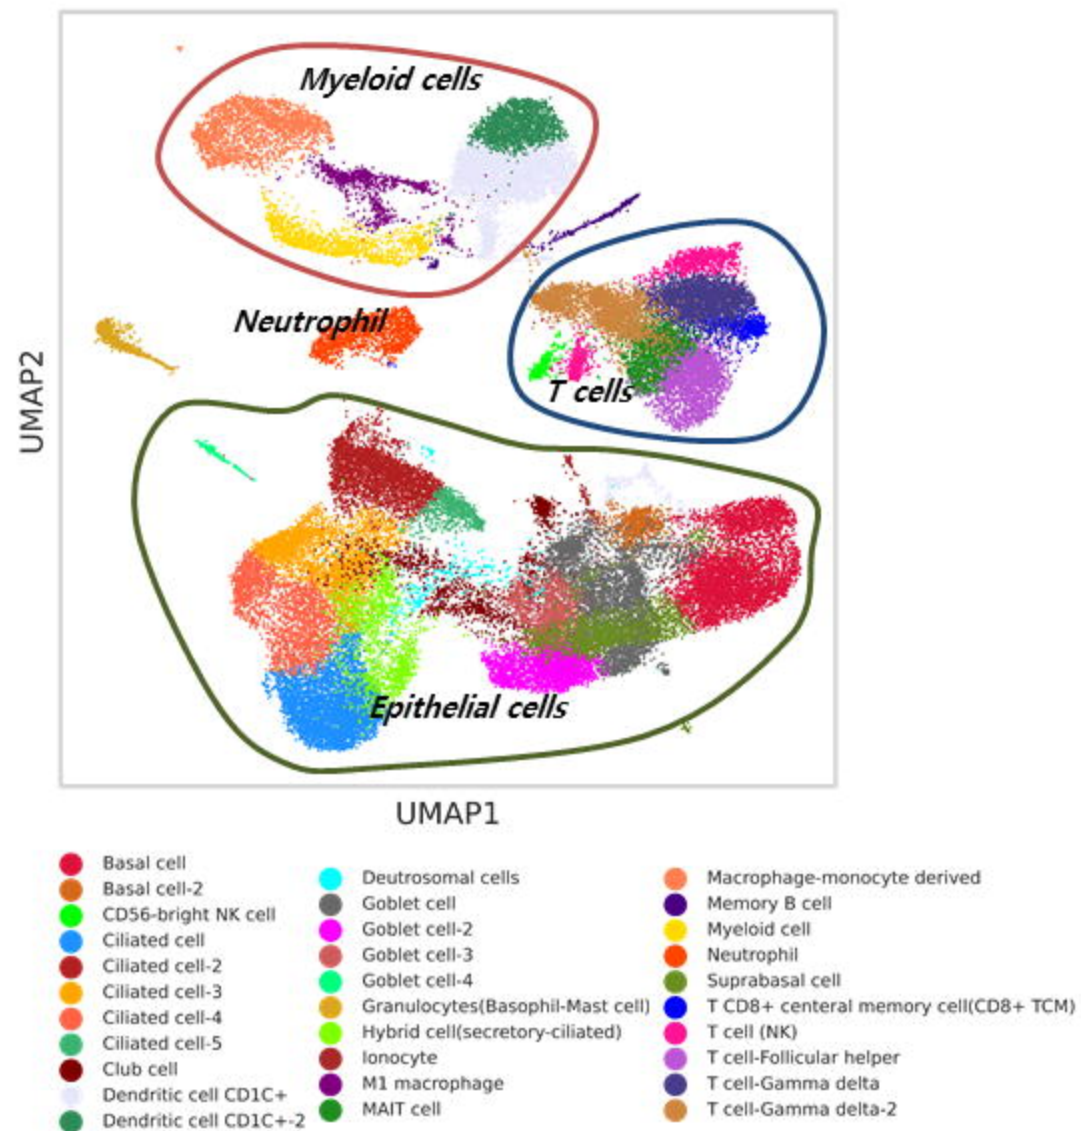 Myeloid cells
Neutrophil
T cells
Epithelial cells
UMAP2
UMAP1
Basal cell
Basal cell-2
CD56-bright NK cell
Ciliated cell
Ciliated cell-2
Ciliated cell-3
Ciliated cell-4
Ciliated cell-5
Club cell
Dendritic cell CD1C+
Dendritic cell CD1C+-2
Deutrosomal cells
Goblet cell
Goblet cell-2
Goblet cell-3
Goblet cell-4
Granulocytes(Basophil-Mast cell)
Hybrid cell(secretory-ciliated)
Ionocyte
M1 macrophage
MAIT cell
Macrophage-monocyte derived
Memory B cell
Myeloid cell
Neutrophil
Suprabasal cell
T CD8+ centeral memory cell(CD8+ TCM)
T cell (NK)
T cell-Follicular helper
T cell-Gamma delta
T cell-Gamma delta-2